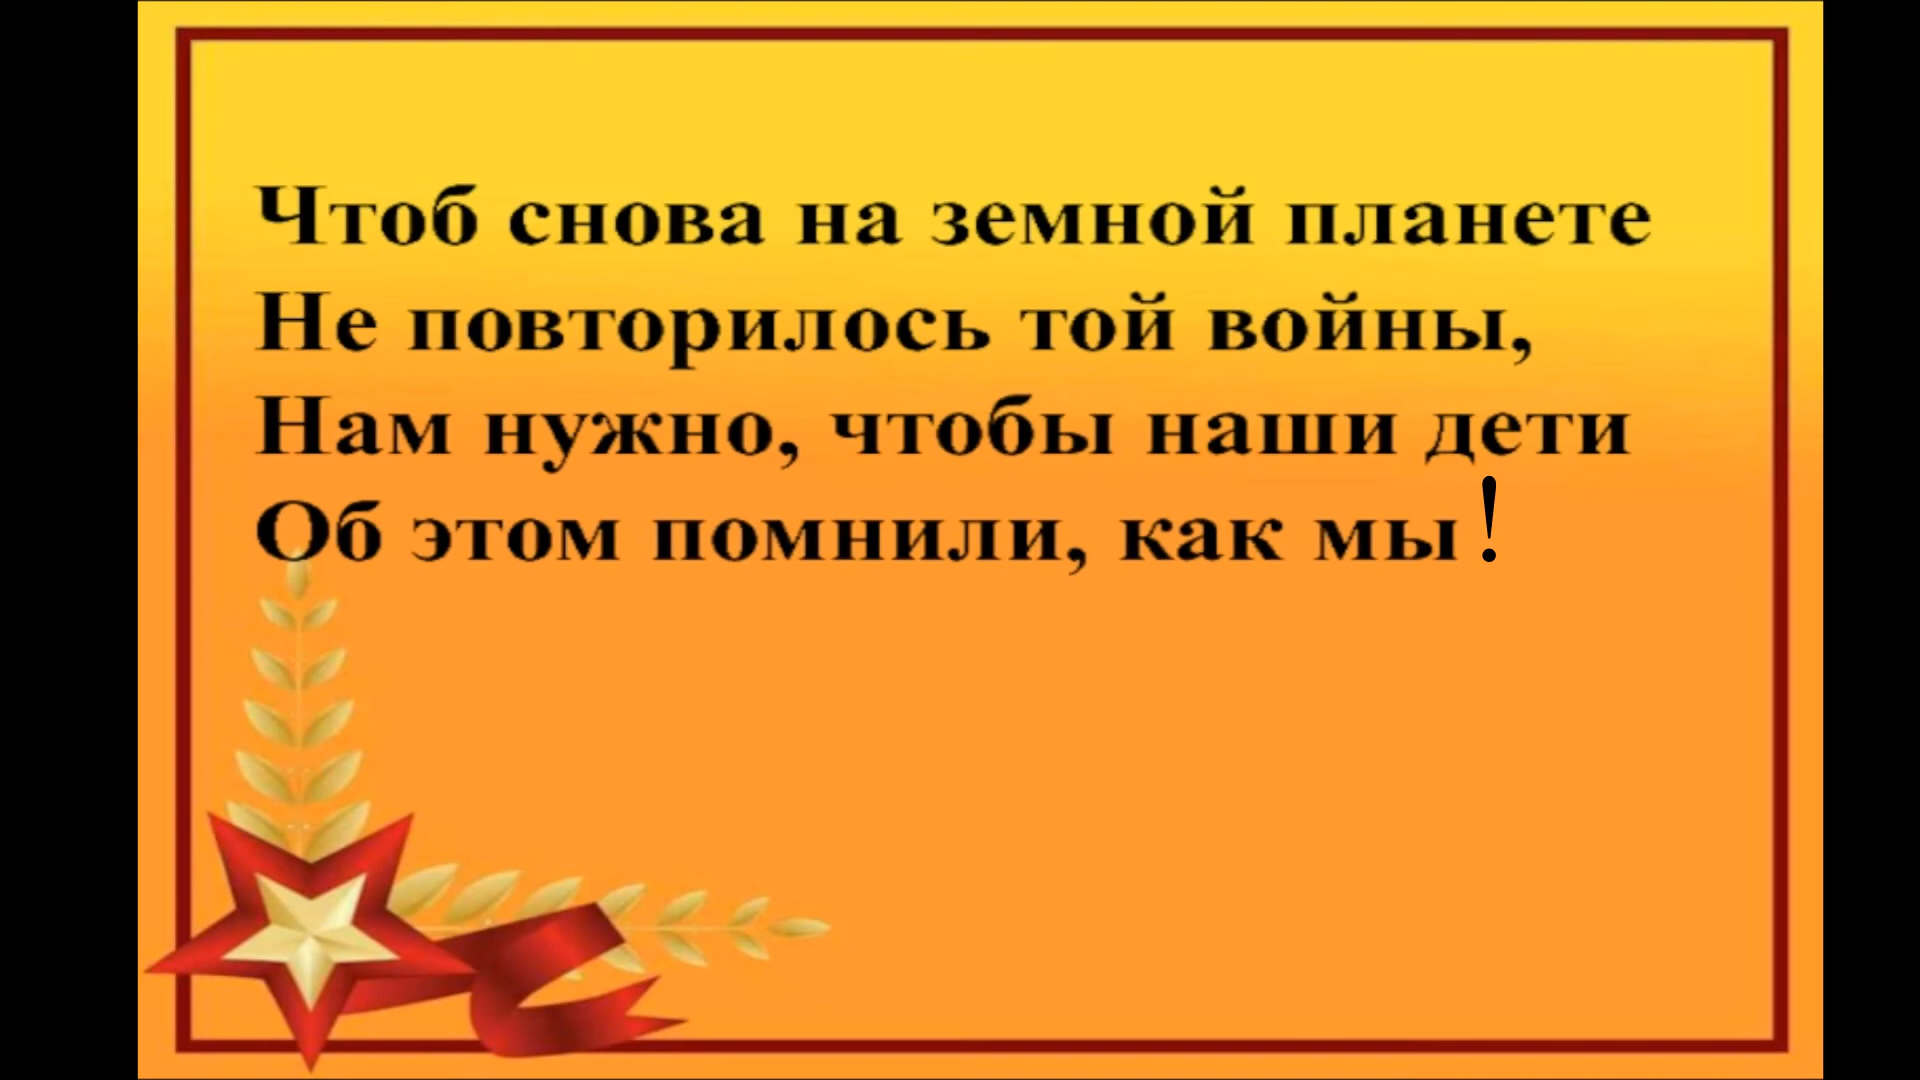 Чтоб снова на земной планете
Не повторилось той войны,
Нам нужно, чтобы наши дети
Об этом помнили, как мы!